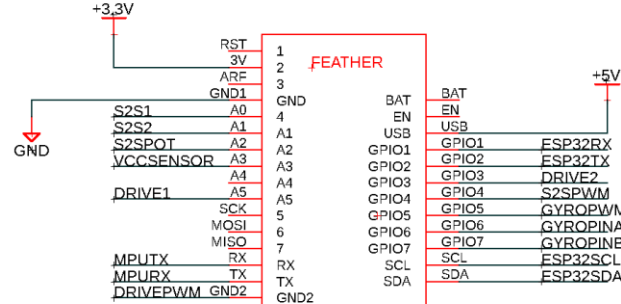 +3.3V
RST 1 FEATHER
3V 2
ARF 3 +5V
GND1 GND BAT BAT
S2S1 A0 4 EN EN
S2S2 A1 A1 USB USB
GND S2SPOT A2 A2 GPIO1 GPIO1 ESP32RX
VCCSENSOR A3 A3 GPIO2 GPIO2 ESP32TX
A4 A4 GPIO3 GPIO3 DRIVE2
DRIVE1 A5 A5 GPIO4 GPIO4 S2SPWM
SCK 5 GPIO5 GPIO5 GYROPWM
MOSI 6 GPIO6 GPIO6 GYROPINA
MISO 7 GPIO7 GPIO7 GYROPINB
MPUTX RX RX SCL SCL ESP32SCL
MPURX TX TX SDA SDA ESP32SDA
DRIVEPWM GND2 GND2